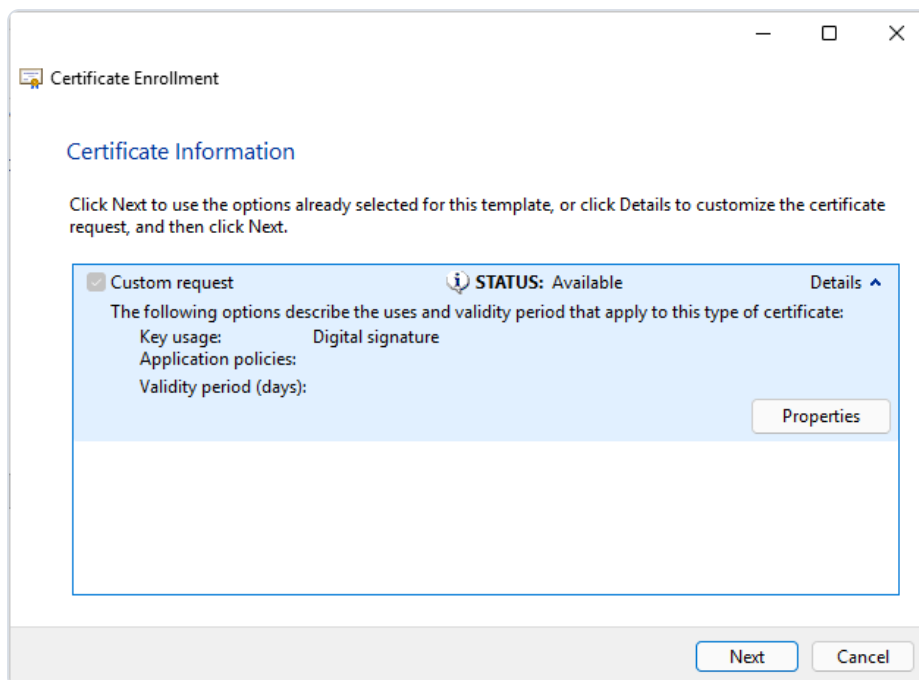 Certificate Enrollment
Certificate Information
Click Next to use the options already selected for this template, or click Details to customize the certificate
request, and then click Next.
Custom request STATUS: Available Details
The following options describe the uses and validity period that apply to this type of certificate:
Key usage: Digital signature
Application policies:
Validity period (days):
Properties
Next Cancel